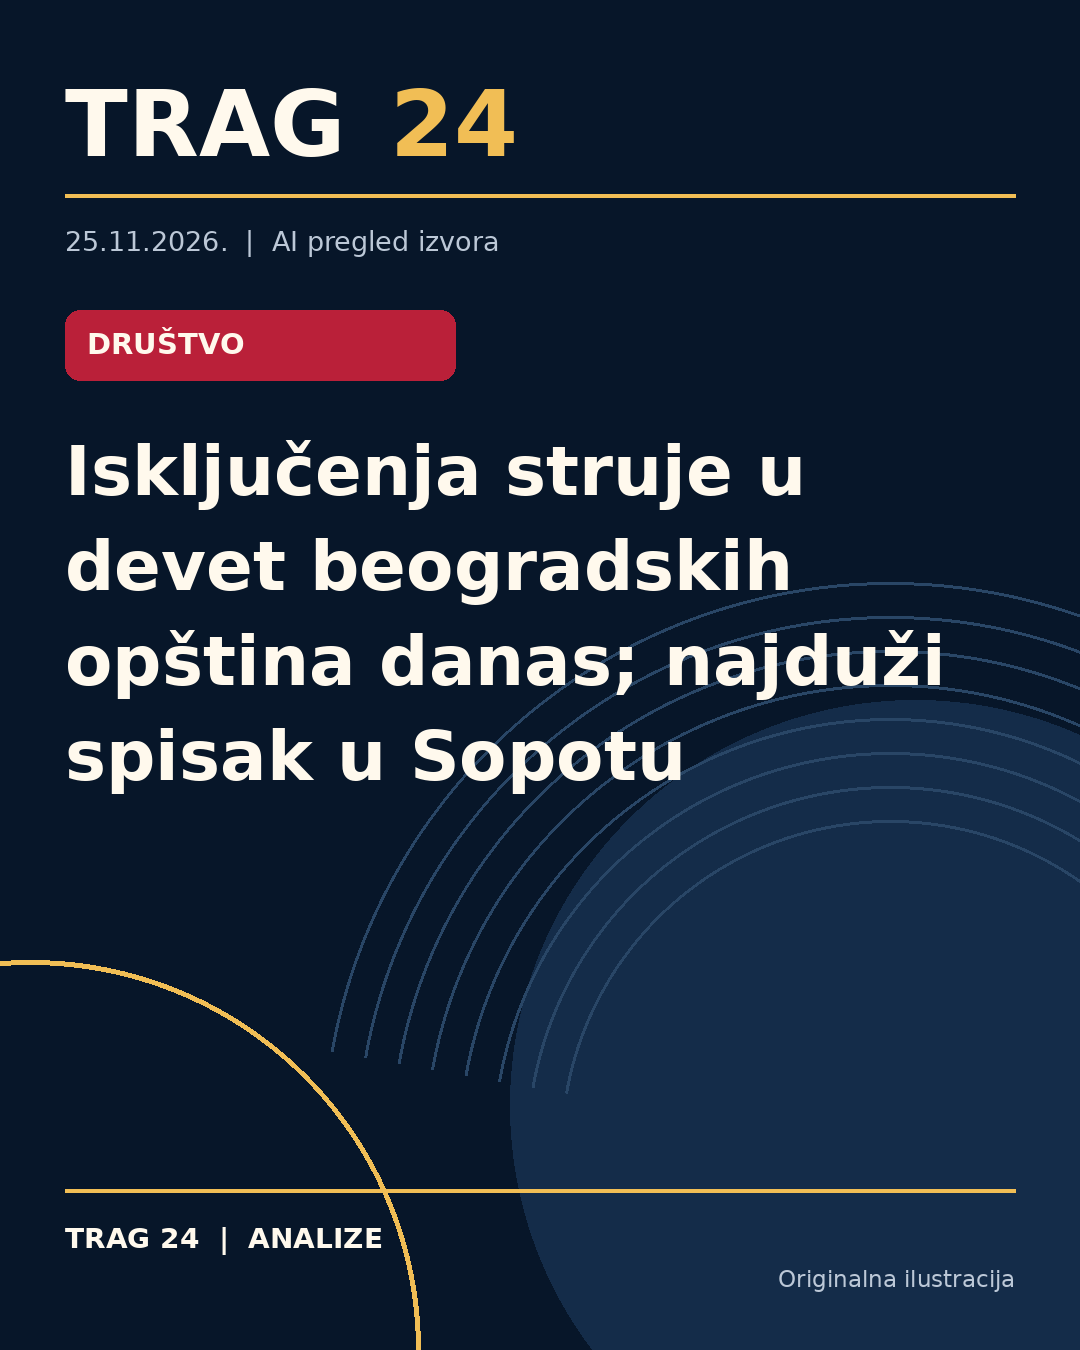 TRAG 24
25.11.2026. | AI pregled izvora
DRUŠTVO
Isključenja struje u
devet beogradskih
opština danas; najduži
spisak u Sopotu
TRAG 24 | ANALIZE
Originalna ilustracija